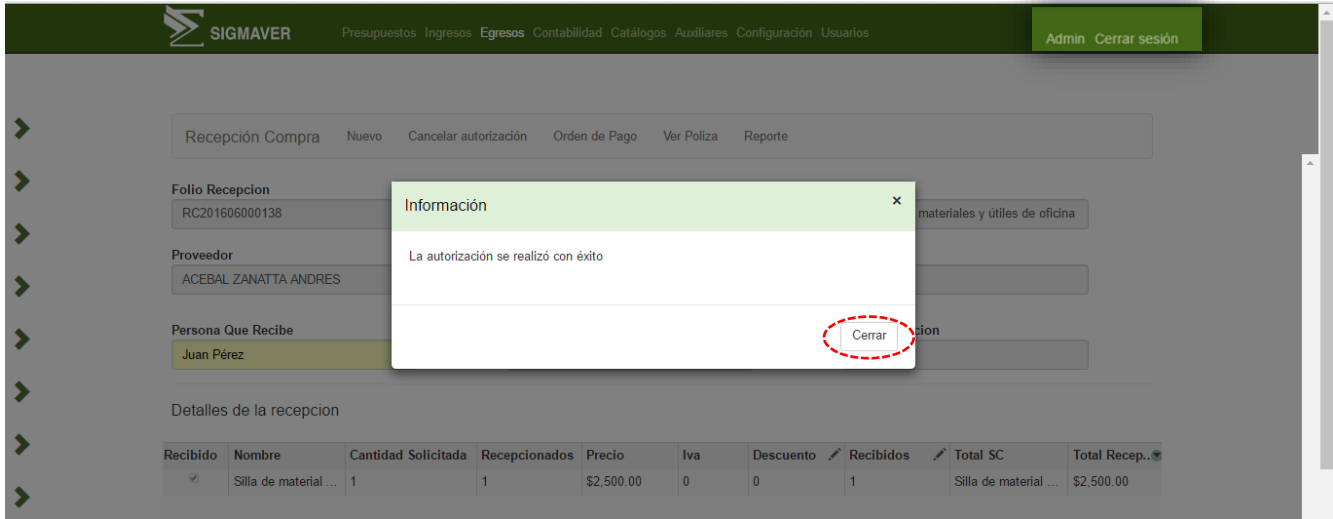 SIGMAVER
Presupuestos Ingresos Egresos Contabilidad Catálogos Auxiliares Configuración Usuarios
Admin Cerrar sesión
Recepción Compra Nuevo Cancelar autorización Orden de Pago Ver Poliza Reporte
Folio Recepcion
RC201606000138
materiales y útiles de oficina
Información ×
La autorización se realizó con éxito
Cerrar
Proveedor
ACEBAL ZANATTA ANDRES
Persona Que Recibe
cion
Juan Pérez
Detalles de la recepcion
Recibido Nombre Cantidad Solicitada Recepcionados Precio Iva Descuento Recibidos Total SC Total Recep..
Silla de material ... 1 1 $2,500.00 0 0 1 Silla de material ... $2,500.00